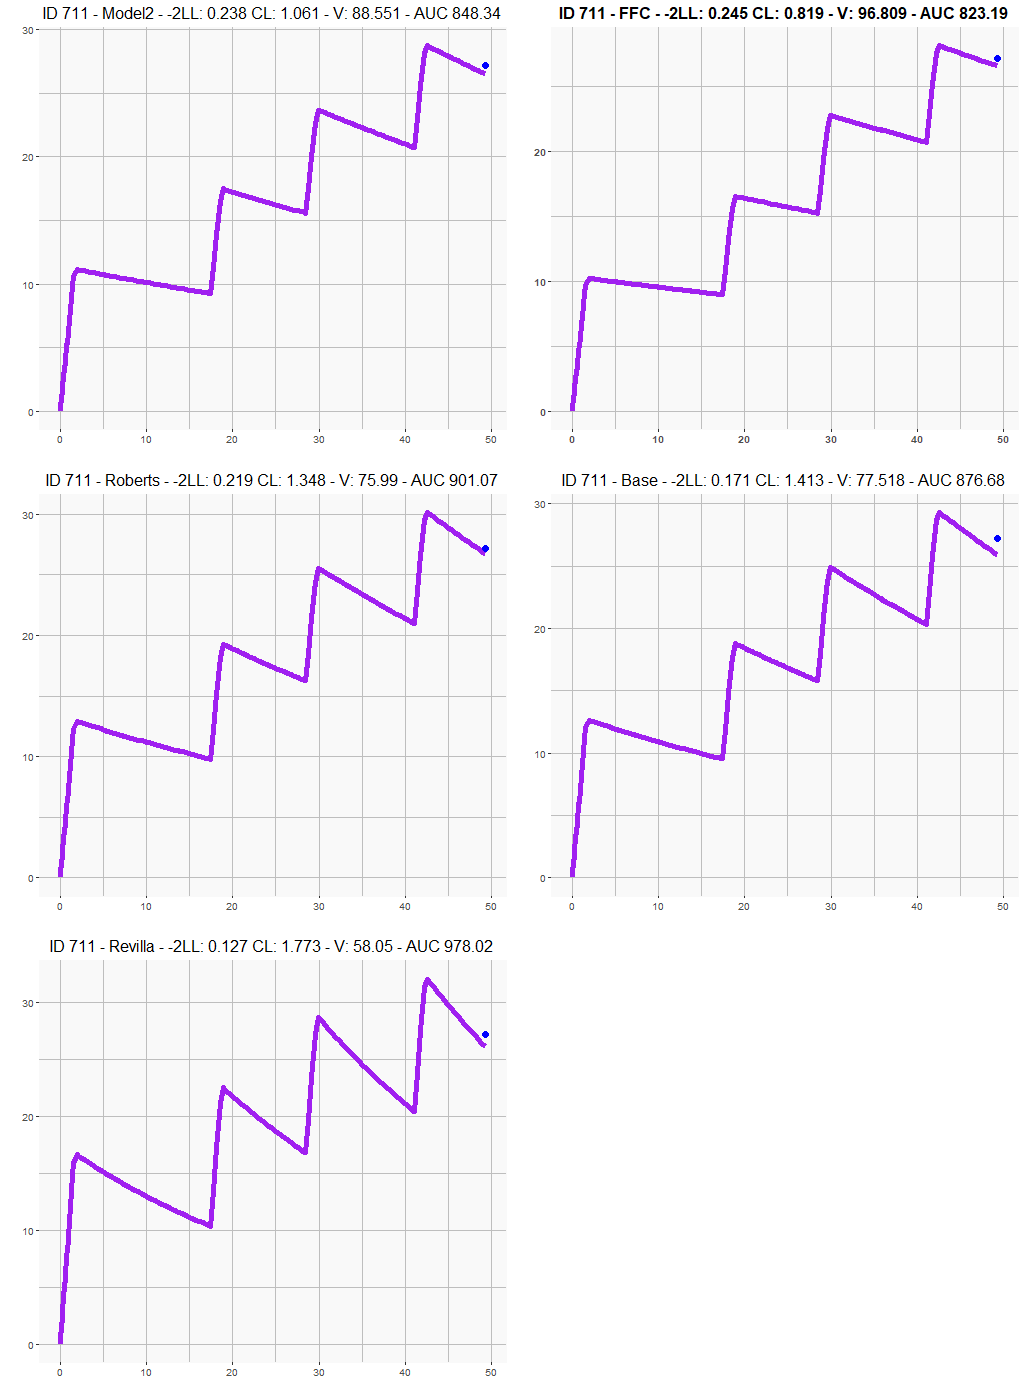 ID 711 - Model2 - -2LL: 0.238 CL: 1.061 - V: 88.551 - AUC 848.34
30
20
10
0
0 10 20 30 40 50
ID 711 - FFC - -2LL: 0.245 CL: 0.819 - V: 96.809 - AUC 823.19
20
10
0
0 10 20 30 40 50
ID 711 - Roberts - -2LL: 0.219 CL: 1.348 - V: 75.99 - AUC 901.07
30
20
10
0
0 10 20 30 40 50
ID 711 - Base - -2LL: 0.171 CL: 1.413 - V: 77.518 - AUC 876.68
30
20
10
0
0 10 20 30 40 50
ID 711 - Revilla - -2LL: 0.127 CL: 1.773 - V: 58.05 - AUC 978.02
30
20
10
0
0 10 20 30 40 50